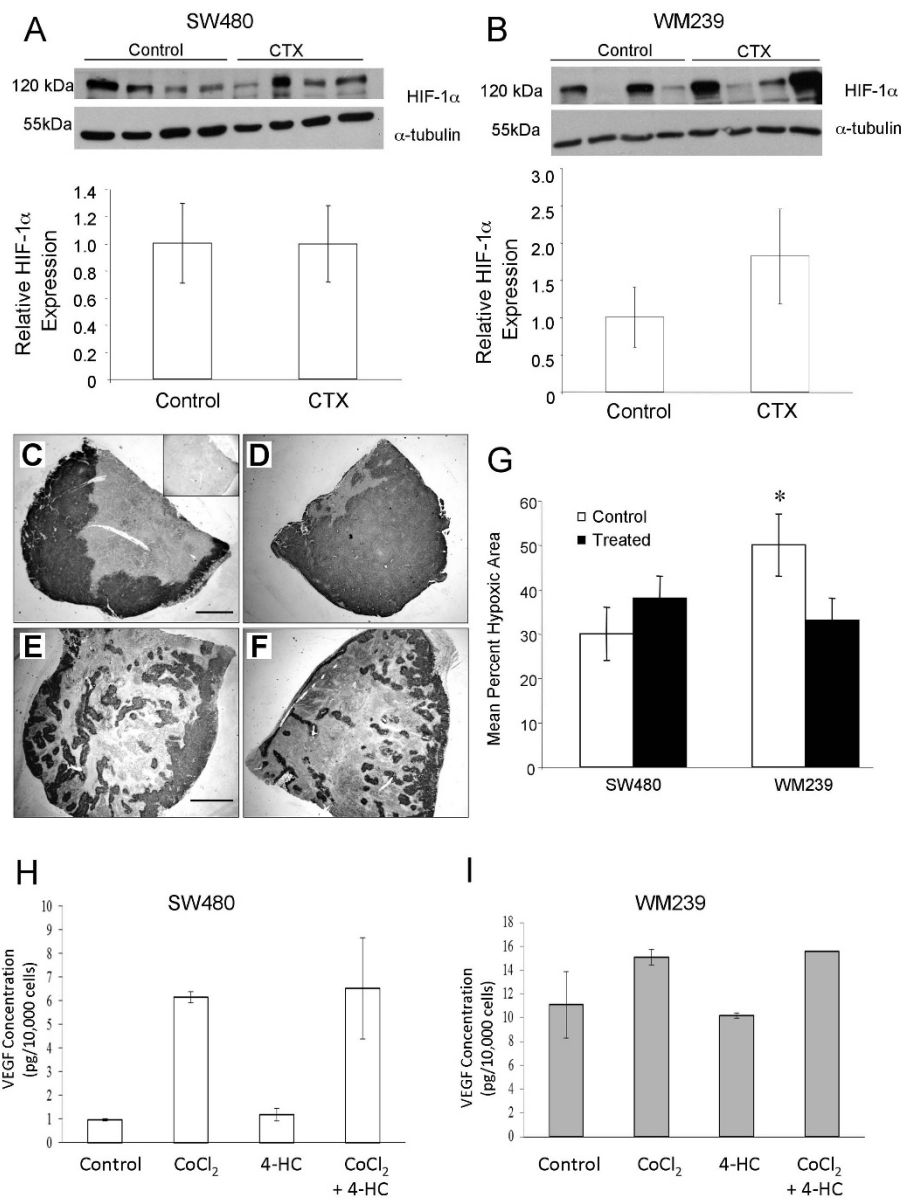 A
SW480
Control CTX
120 kDa
HIF-1α
55kDa
α-tubulin
Relative HIF-1α
Expression
1.4
1.2
1.0
0.8
0.6
0.4
0.2
0
Control CTX
B
WM239
Control CTX
120 kDa
HIF-1α
55kDa
α-tubulin
Relative HIF-1α
Expression
3.0
2.5
2.0
1.5
1.0
0.5
0
Control CTX
C
D
E
F
G
Mean Percent Hypoxic Area
60
50
40
30
20
10
0
Control
Treated
*
SW480 WM239
H
SW480
VEGF Concentration
(pg/10,000 cells)
10
9
8
7
6
5
4
3
2
1
0
Control CoCl₂ 4-HC CoCl₂
+ 4-HC
I
WM239
VEGF Concentration
(pg/10,000 cells)
18
16
14
12
10
8
6
4
2
0
Control CoCl₂ 4-HC CoCl₂
+ 4-HC